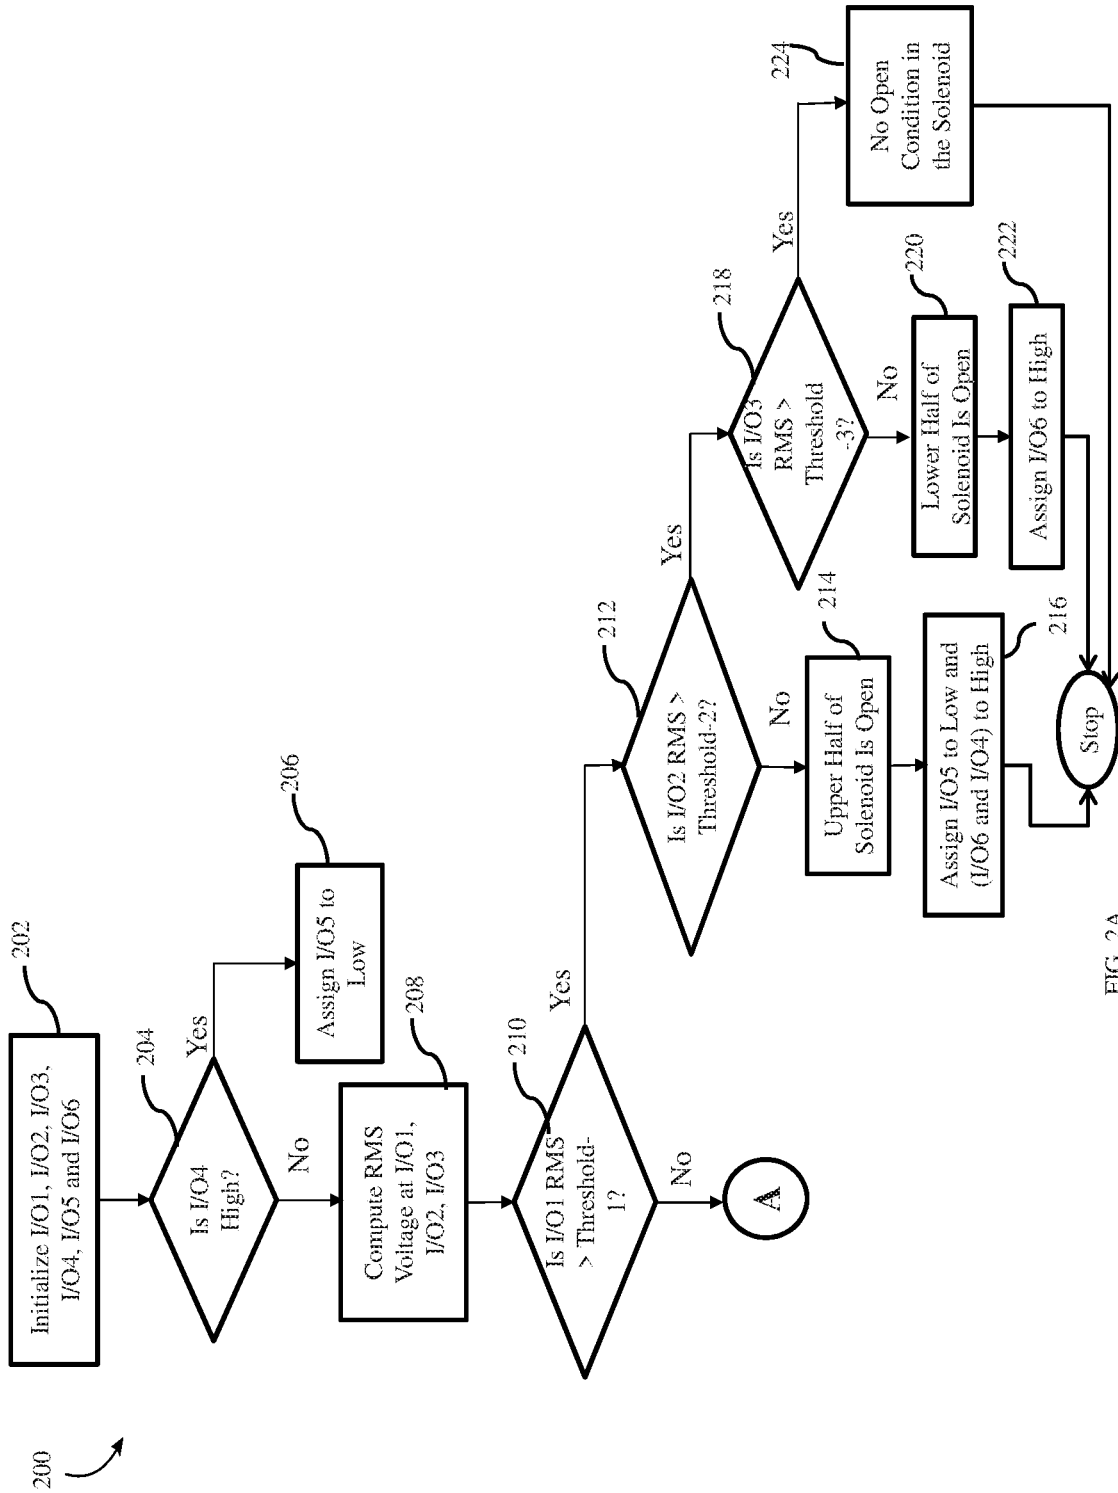 200
202
Initialize I/O1, I/O2, I/O3,
I/O4, I/O5 and I/O6
204
Is I/O4
High?
Yes
206
Assign I/O5 to
Low
No
208
Compute RMS
Voltage at I/O1,
I/O2, I/O3
210
Is I/O1 RMS
> Threshold-
1?
Yes
No
A
212
Is I/O2 RMS >
Threshold-2?
Yes
No
214
Upper Half of
Solenoid Is Open
216
Assign I/O5 to Low and
(I/O6 and I/O4) to High
218
Is I/O3
RMS >
Threshold
-3?
Yes
No
220
Lower Half of
Solenoid Is Open
222
Assign I/O6 to High
224
No Open
Condition in
the Solenoid
Stop
FIG. 2A